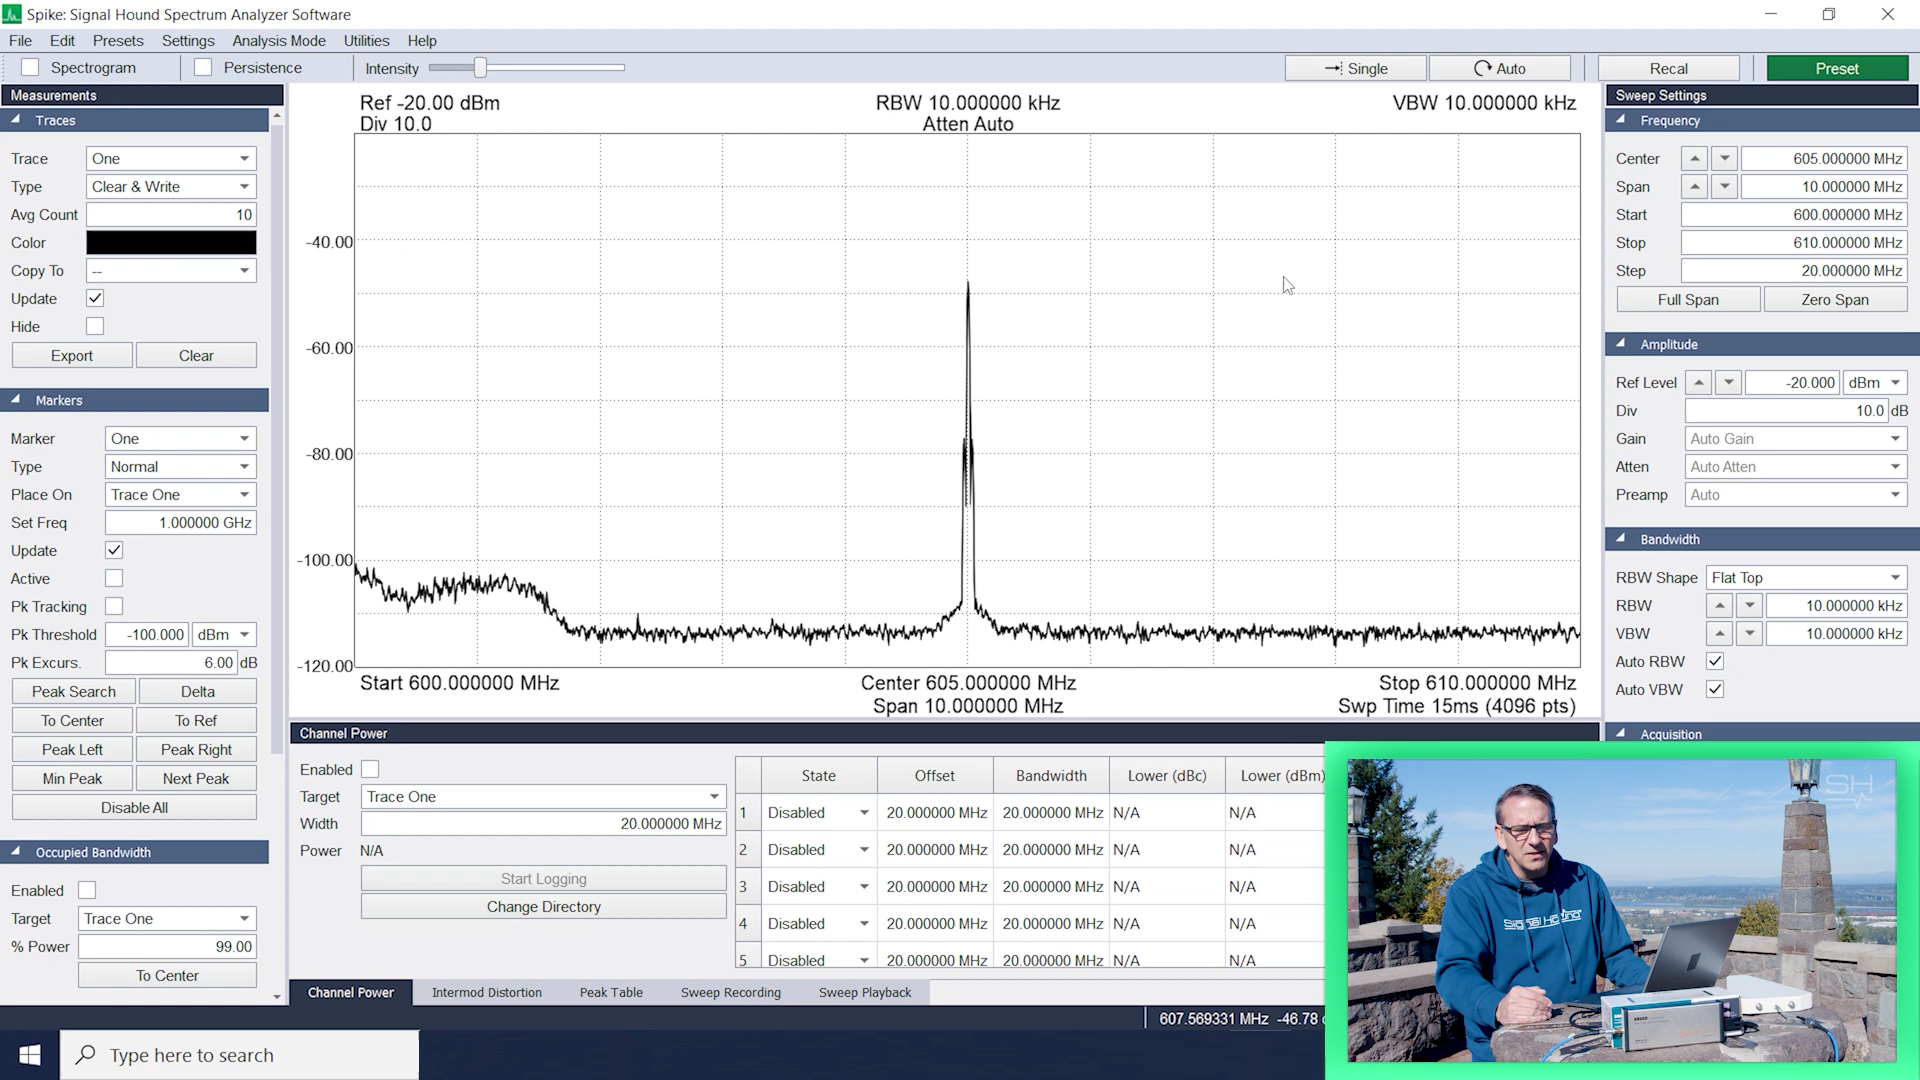 Spike: Signal Hound Spectrum Analyzer Software
File Edit Presets Settings Analysis Mode Utilities Help
Spectrogram Persistence Intensity Single Auto Recal Preset
Measurements
Traces
Trace One
Type Clear & Write
Avg Count 10
Color
Copy To --
Update
Hide
Export Clear
Markers
Marker One
Type Normal
Place On Trace One
Set Freq 1.000000 GHz
Update
Active
Pk Tracking
Pk Threshold -100.000 dBm
Pk Excurs. 6.00 dB
Peak Search Delta
To Center To Ref
Peak Left Peak Right
Min Peak Next Peak
Disable All
Occupied Bandwidth
Enabled
Target Trace One
% Power 99.00
To Center
Ref -20.00 dBm RBW 10.000000 kHz VBW 10.000000 kHz
Div 10.0 Atten Auto
-40.00
-60.00
-80.00
-100.00
-120.00
Start 600.000000 MHz Center 605.000000 MHz Stop 610.000000 MHz
Span 10.000000 MHz Swp Time 15ms (4096 pts)
Channel Power
Enabled
Target Trace One
Width 20.000000 MHz
Power N/A
Start Logging
Change Directory
State Offset Bandwidth Lower (dBc) Lower (dBm)
1 Disabled 20.000000 MHz 20.000000 MHz N/A N/A
2 Disabled 20.000000 MHz 20.000000 MHz N/A N/A
3 Disabled 20.000000 MHz 20.000000 MHz N/A N/A
4 Disabled 20.000000 MHz 20.000000 MHz N/A N/A
5 Disabled 20.000000 MHz 20.000000 MHz N/A N/A
Channel Power Intermod Distortion Peak Table Sweep Recording Sweep Playback
607.569331 MHz -46.78
Sweep Settings
Frequency
Center 605.000000 MHz
Span 10.000000 MHz
Start 600.000000 MHz
Stop 610.000000 MHz
Step 20.000000 MHz
Full Span Zero Span
Amplitude
Ref Level -20.000 dBm
Div 10.0 dB
Gain Auto Gain
Atten Auto Atten
Preamp Auto
Bandwidth
RBW Shape Flat Top
RBW 10.000000 kHz
VBW 10.000000 kHz
Auto RBW
Auto VBW
Acquisition
SH
Signal Hound
Type here to search